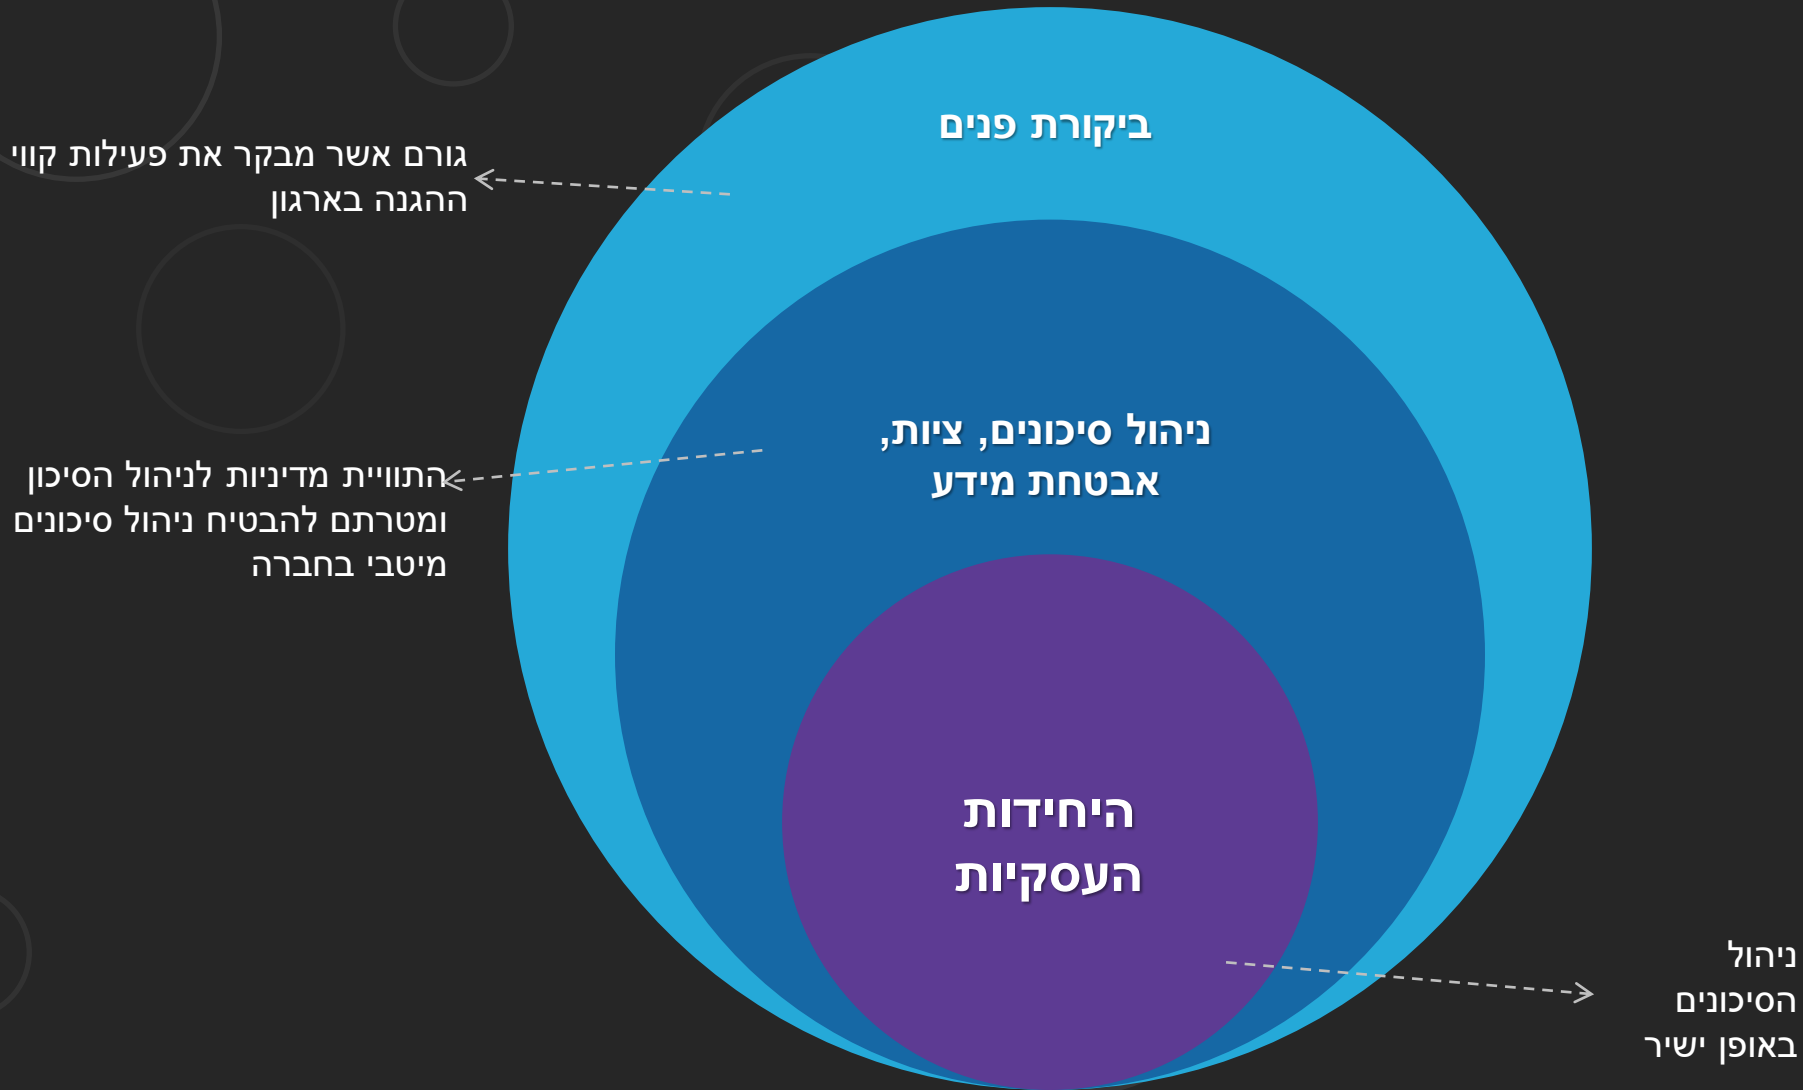 ביקורת פנים
גורם אשר מבקר את פעילות קווי
ההגנה בארגון
ניהול סיכונים, ציות,
אבטחת מידע
התוויית מדיניות לניהול הסיכון
ומטרתם להבטיח ניהול סיכונים
מיטבי בחברה
היחידות
העסקיות
ניהול
הסיכונים
באופן ישיר